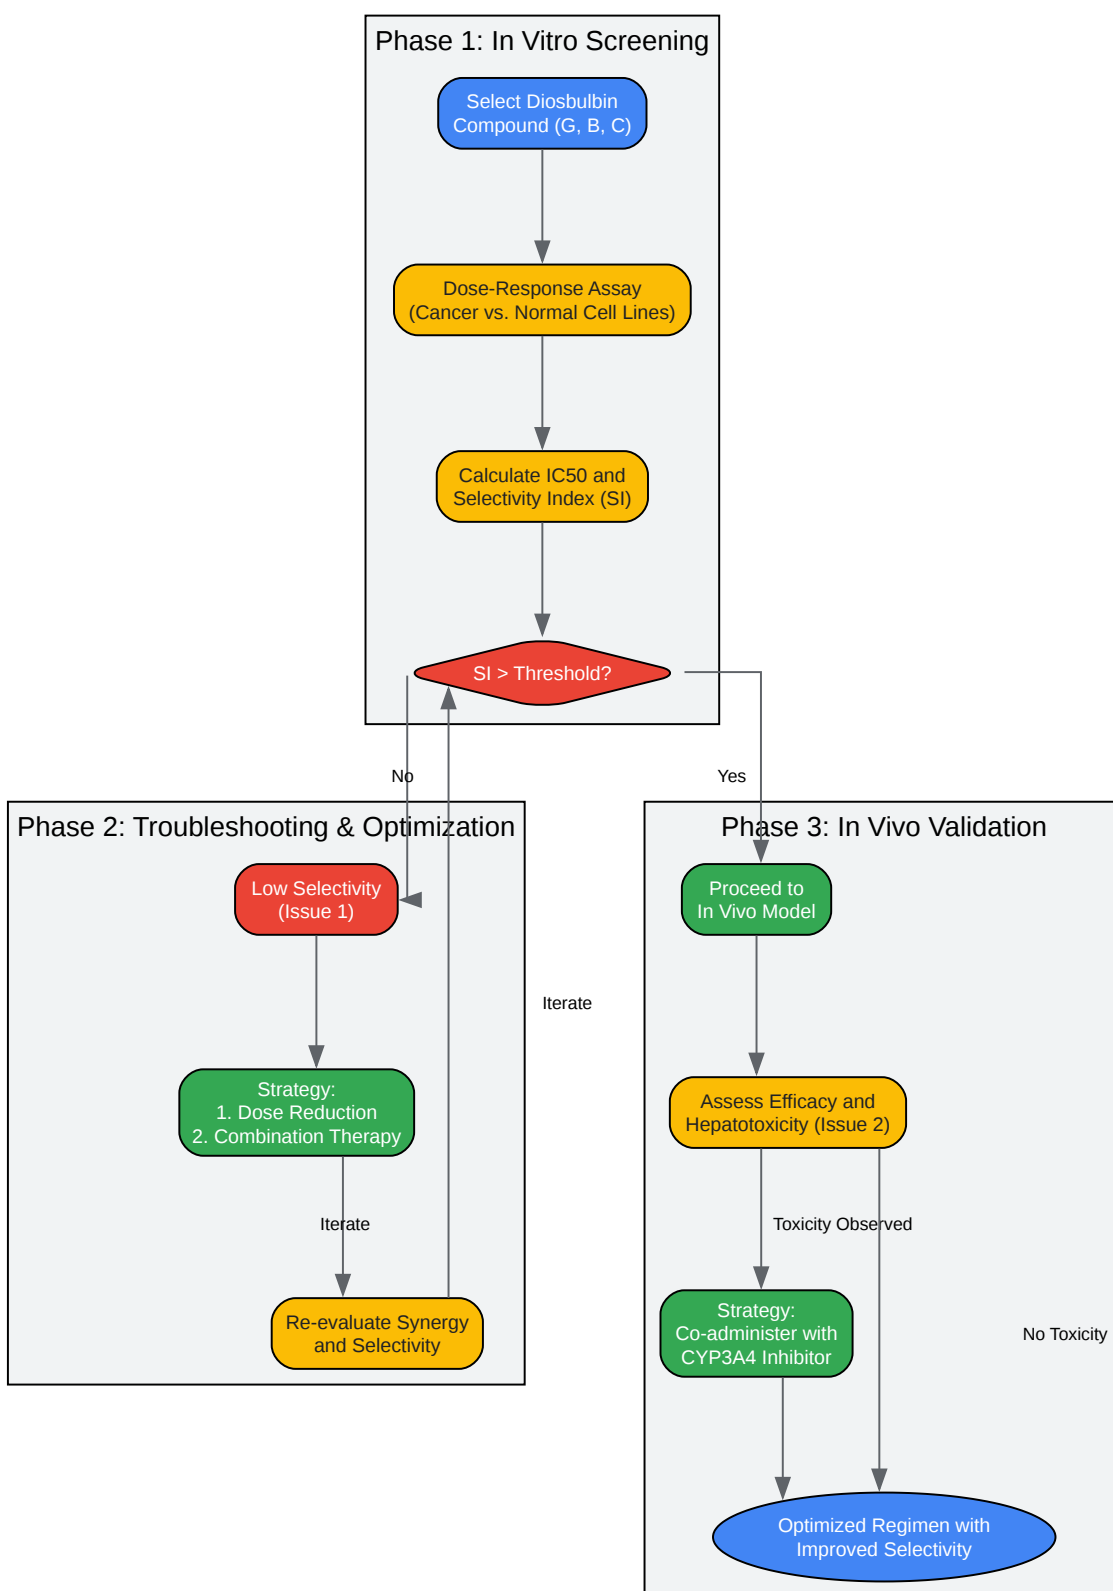 Phase 1: In Vitro Screening
Select Diosbulbin
Compound (G, B, C)
Dose-Response Assay
(Cancer vs. Normal Cell Lines)
Calculate IC50 and
Selectivity Index (SI)
SI > Threshold?
No
Yes
Phase 2: Troubleshooting & Optimization
Low Selectivity
(Issue 1)
Iterate
Strategy:
1. Dose Reduction
2. Combination Therapy
Iterate
Re-evaluate Synergy
and Selectivity
Phase 3: In Vivo Validation
Proceed to
In Vivo Model
Assess Efficacy and
Hepatotoxicity (Issue 2)
Toxicity Observed
Strategy:
Co-administer with
CYP3A4 Inhibitor
No Toxicity
Optimized Regimen with
Improved Selectivity